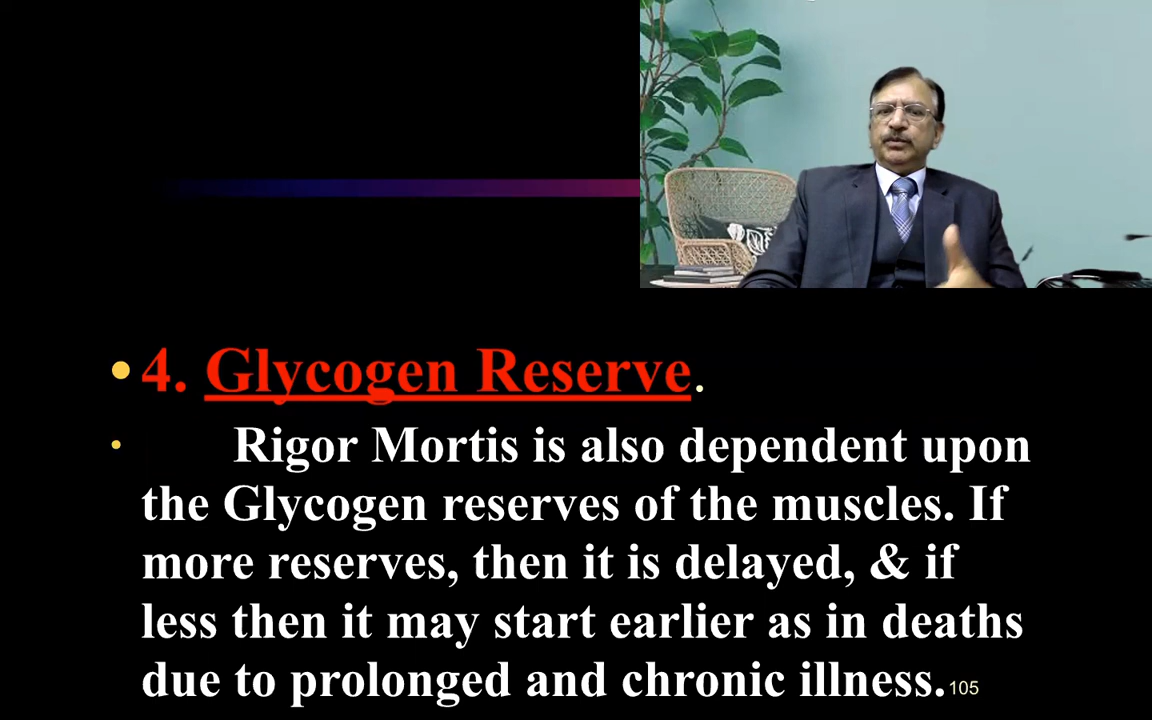 • 4. Glycogen Reserve.
• Rigor Mortis is also dependent upon
the Glycogen reserves of the muscles. If
more reserves, then it is delayed, & if
less then it may start earlier as in deaths
due to prolonged and chronic illness.
105